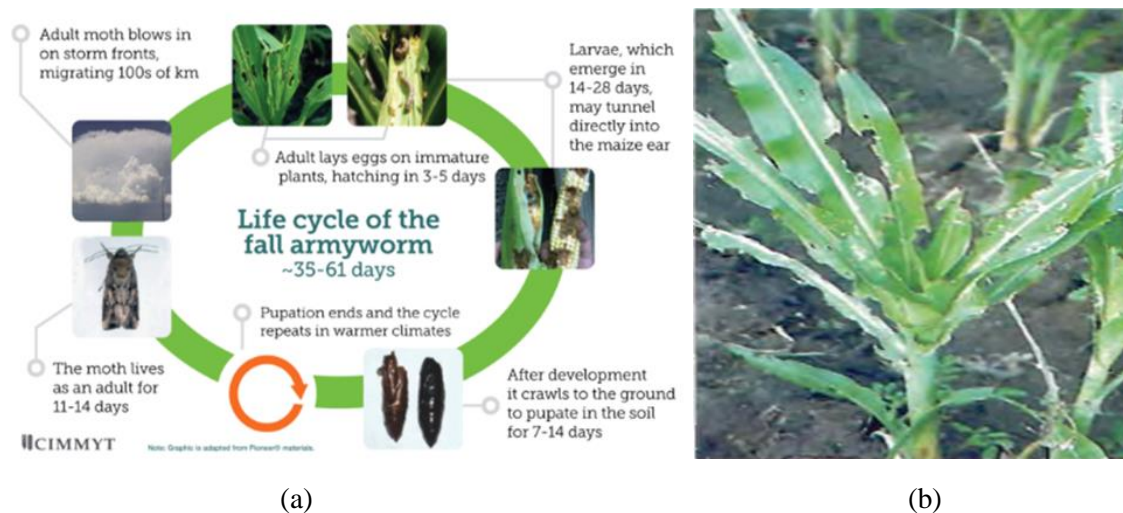 Adult moth blows in
on storm fronts,
migrating 100s of km
Adult lays eggs on immature
plants, hatching in 3-5 days
Larvae, which
emerge in
14-28 days,
may tunnel
directly into
the maize ear
Life cycle of the
fall armyworm
~35-61 days
Pupation ends and the cycle
repeats in warmer climates
The moth lives
as an adult for
11-14 days
After development
it crawls to the ground
to pupate in the soil
for 7-14 days
CIMMYT
Note: Graphic is adapted from Pioneer® materials.
(a)
(b)